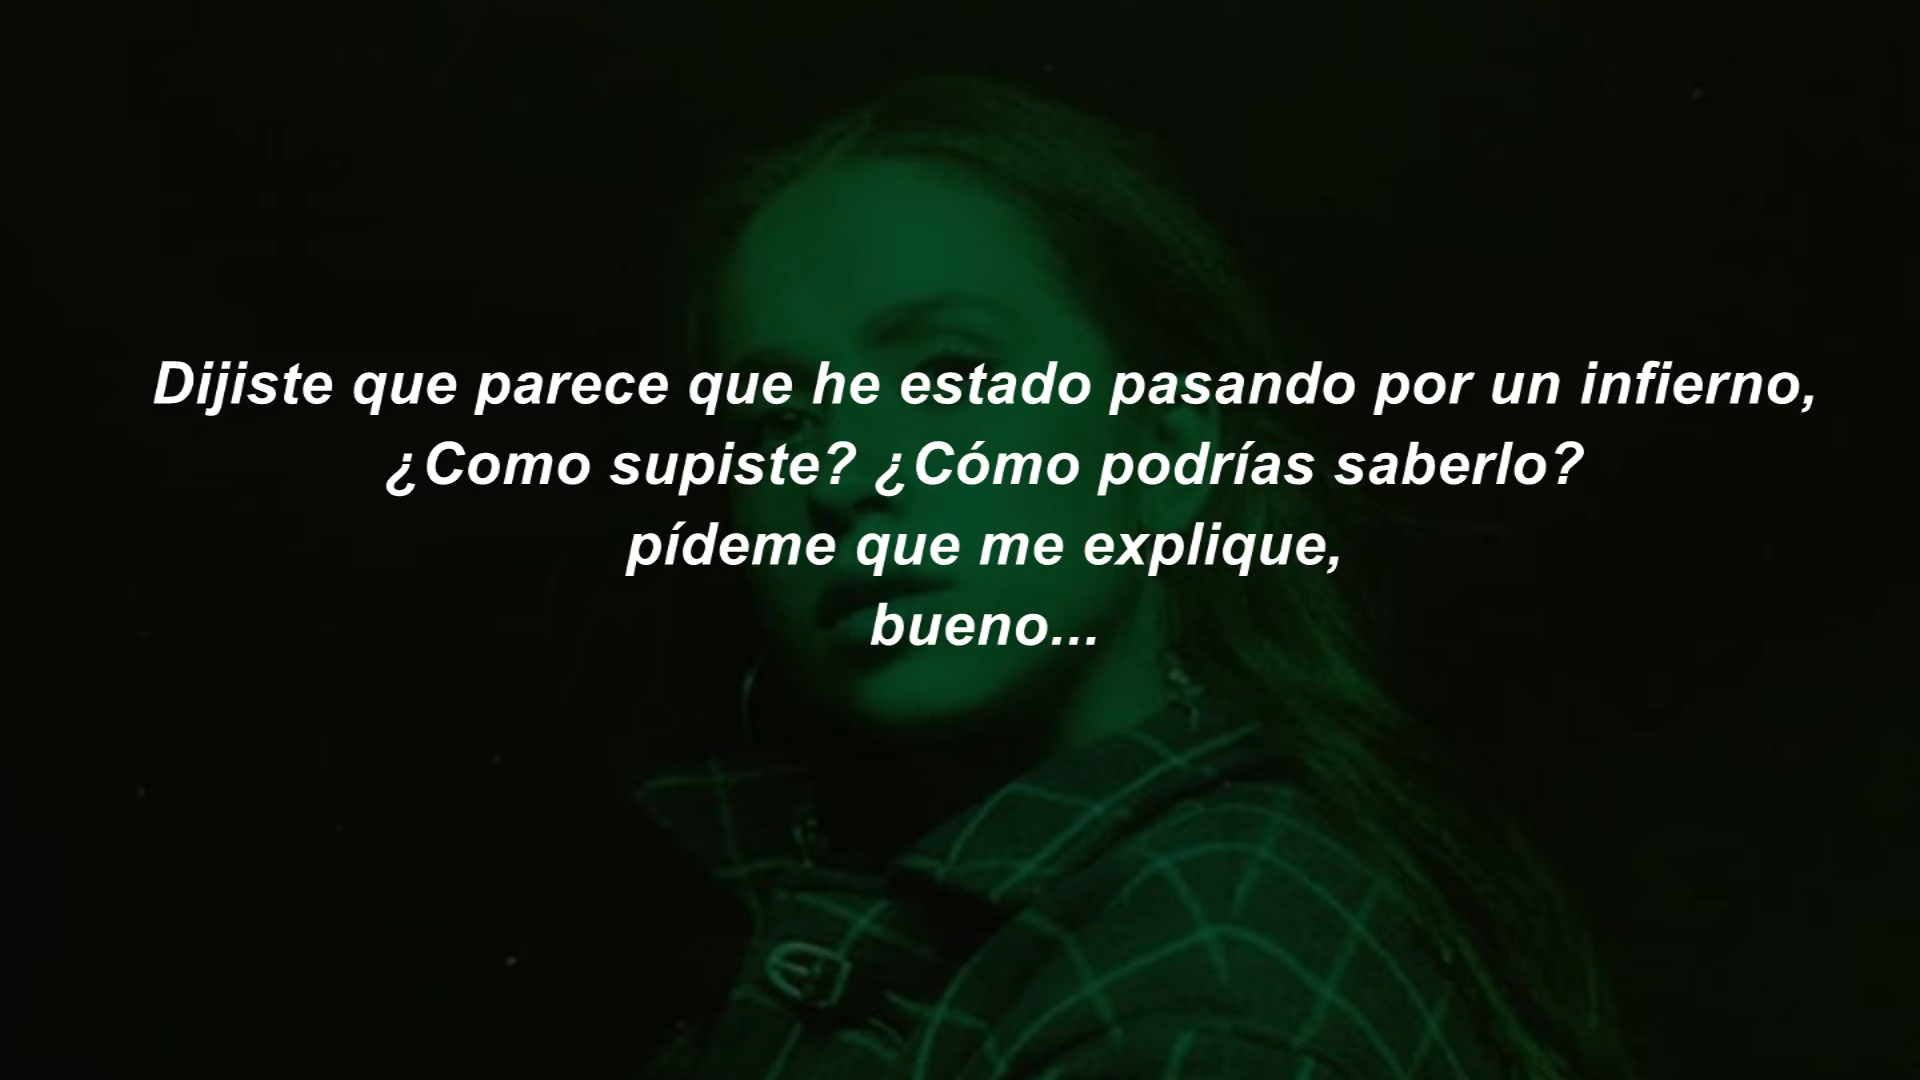 Dijiste que parece que he estado pasando por un infierno,
¿Como supiste? ¿Cómo podrías saberlo?
pídeme que me explique,
bueno...